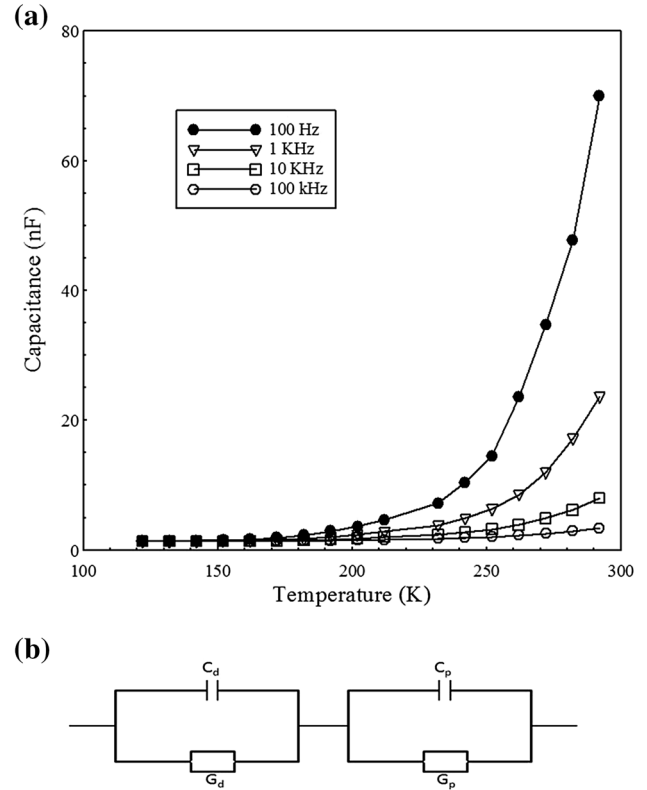 (a)
80
60
40
20
0
Capacitance (nF)
100 Hz
1 KHz
10 KHz
100 kHz
100 150 200 250 300
Temperature (K)
(b)
Cd Cp
Gd Gp